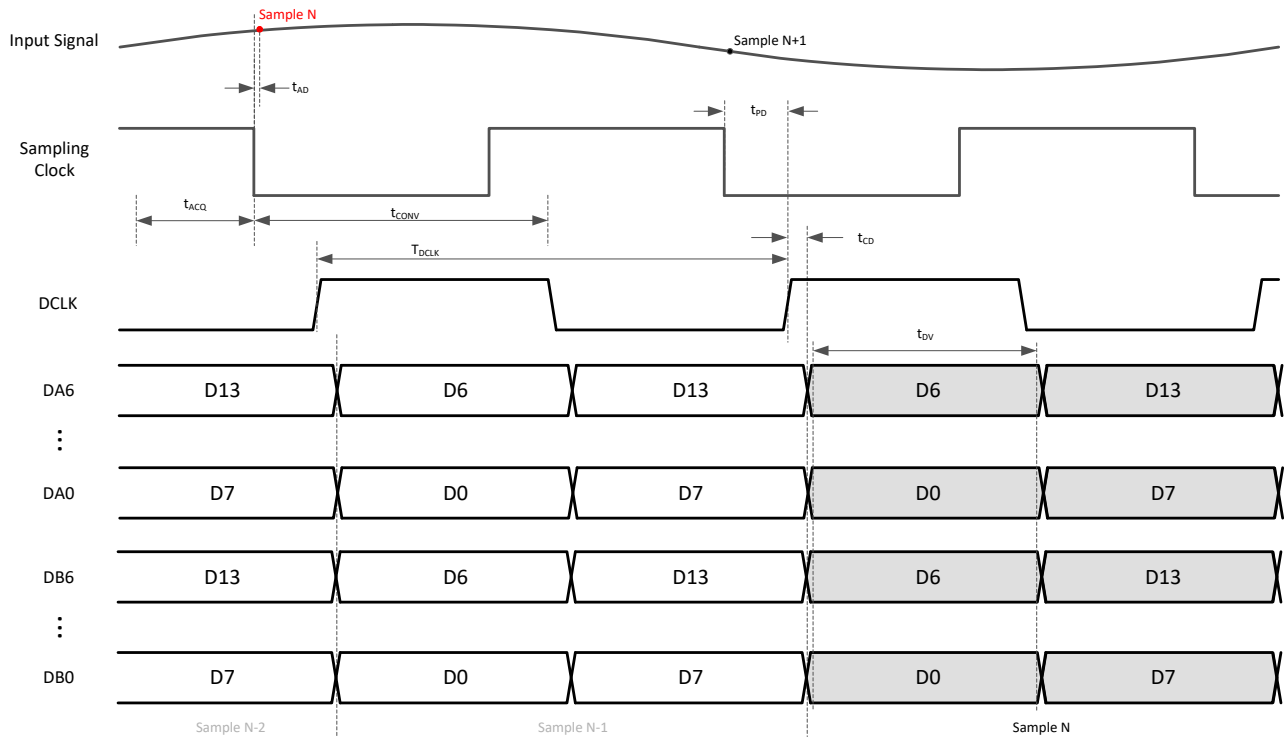 Sample N
Input Signal
Sample N+1
tAD
tPD
Sampling
Clock
tACQ
tCONV
tCD
TDCLK
DCLK
tDV
DA6 D13 D6 D13 D6 D13
⋮
DA0 D7 D0 D7 D0 D7
DB6 D13 D6 D13 D6 D13
⋮
DB0 D7 D0 D7 D0 D7
Sample N-2 Sample N-1 Sample N